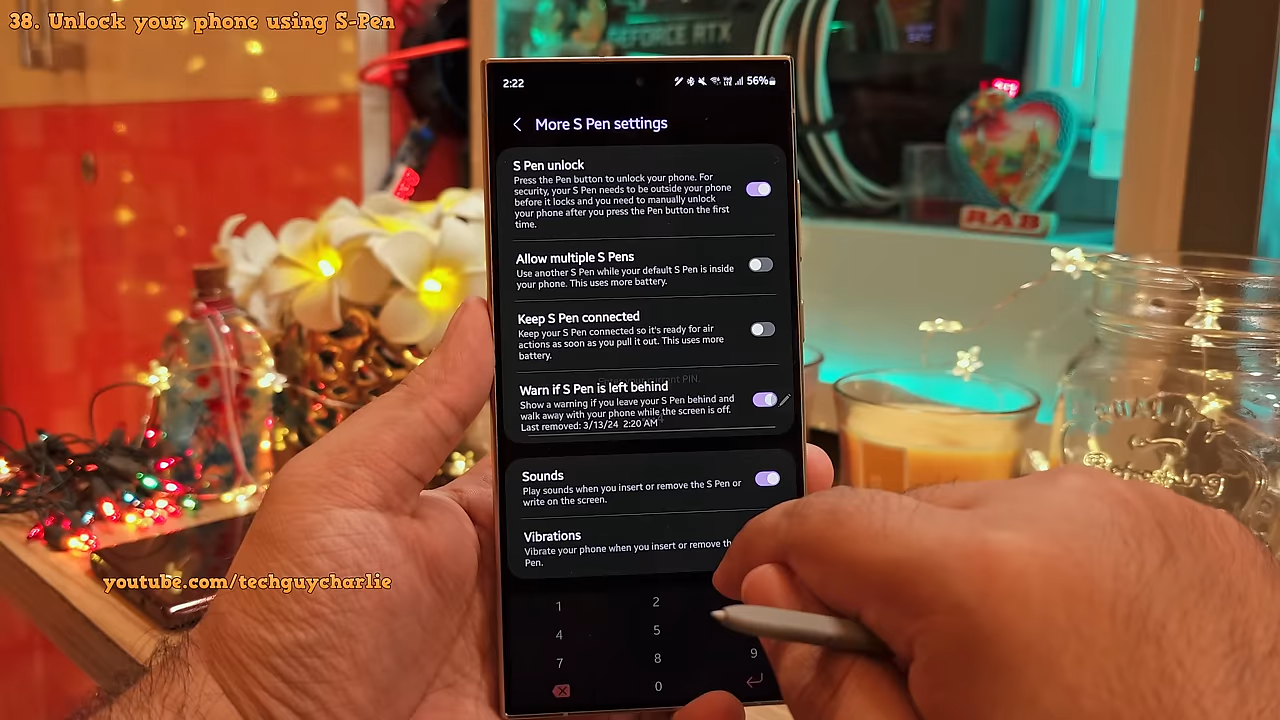 38. Unlock your phone using S-Pen
GEFORCE RTX
2:22
56%
More S Pen settings
S Pen unlock
Press the Pen button to unlock your phone. For
security, your S Pen needs to be outside your phone
before it locks and you need to manually unlock
your phone after you press the Pen button the first
time.
Allow multiple S Pens
Use another S Pen while your default S Pen is inside
your phone. This uses more battery.
Keep S Pen connected
Keep your S Pen connected so it's ready for air
actions as soon as you pull it out. This uses more
battery.
PIN.
Warn if S Pen is left behind
Show a warning if you leave your S Pen behind and
walk away with your phone while the screen is off.
Last removed: 3/13/24 2:20 AM
Sounds
Play sounds when you insert or remove the S Pen or
write on the screen.
Vibrations
Vibrate your phone when you insert or remove the
Pen.
1 2
4 5
7 8 9
0
RAB
youtube.com/techguycharlie